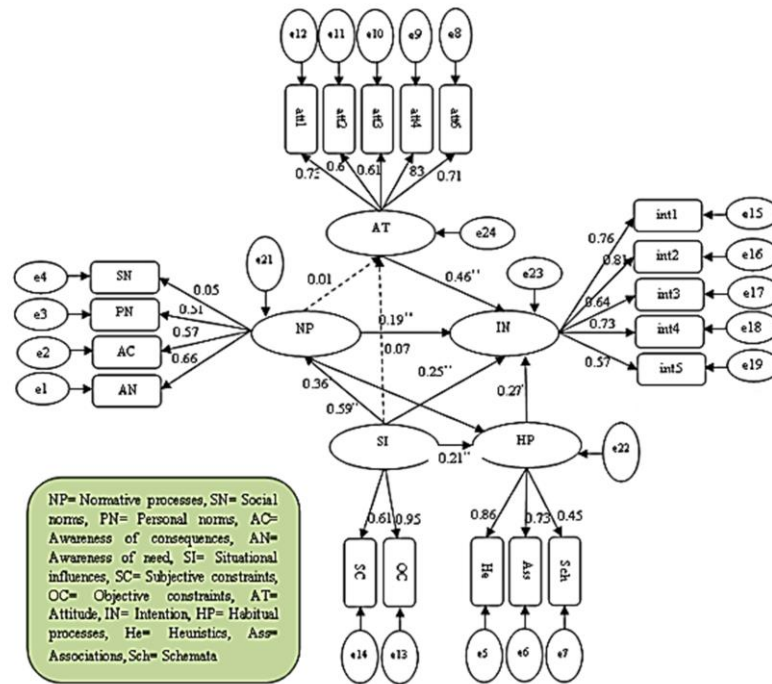 e12 e11 e10 e9 e8
att1 att2 att3 att4 att6
0.73 0.6 0.61 83 0.71
AT e24
e15 int1 0.76
e16 int2 0.81
e17 int3 0.64
e18 int4 0.73
e19 int5 0.57
e21 e23
0.01 0.46''
e4 SN 0.05
e3 PN 0.51
e2 AC 0.57
e1 AN 0.66
NP 0.19'' IN
0.07
0.36 0.25'' 0.27'
0.59''
SI 0.21'' HP e22
0.61 0.95 0.86 0.73 0.45
SC OC He Ass Sch
e14 e13 e5 e6 e7
NP= Normative processes, SN= Social
norms, PN= Personal norms, AC=
Awareness of consequences, AN=
Awareness of need, SI= Situational
influences, SC= Subjective constraints,
OC= Objective constraints, AT=
Attitude, IN= Intention, HP= Habitual
processes, He= Heuristics, Ass=
Associations, Sch= Schemata